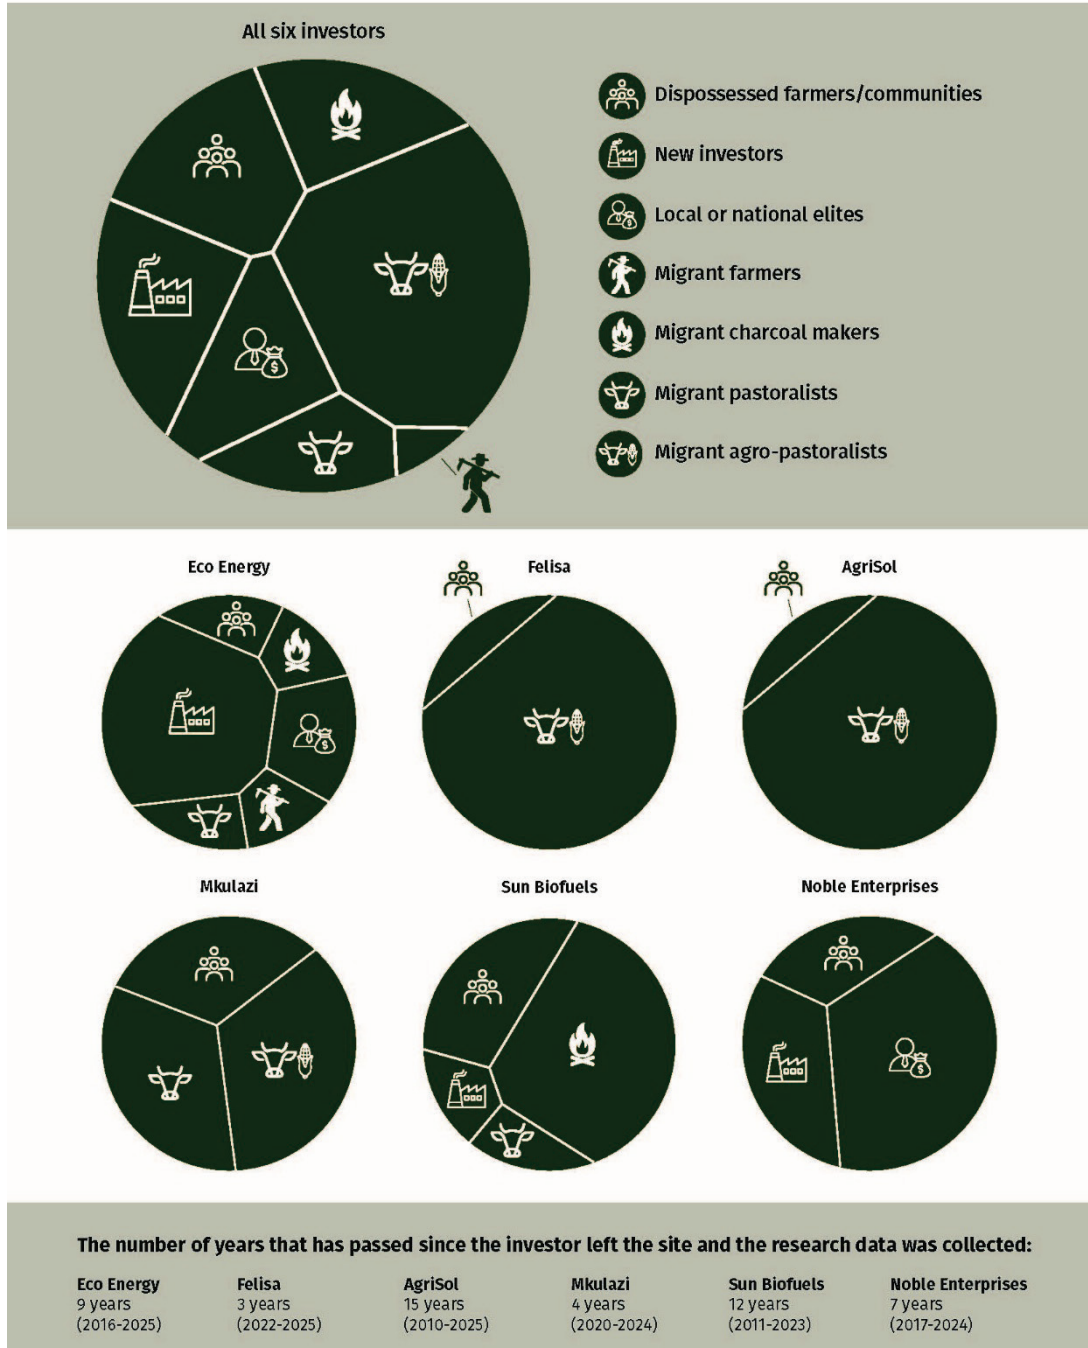 All six investors
Dispossessed farmers/communities
New investors
Local or national elites
Migrant farmers
Migrant charcoal makers
Migrant pastoralists
Migrant agro-pastoralists
$
Eco Energy
Felisa
AgriSol
$
Mkulazi
Sun Biofuels
Noble Enterprises
$
The number of years that has passed since the investor left the site and the research data was collected:
Eco Energy
9 years
(2016-2025)
Felisa
3 years
(2022-2025)
AgriSol
15 years
(2010-2025)
Mkulazi
4 years
(2020-2024)
Sun Biofuels
12 years
(2011-2023)
Noble Enterprises
7 years
(2017-2024)